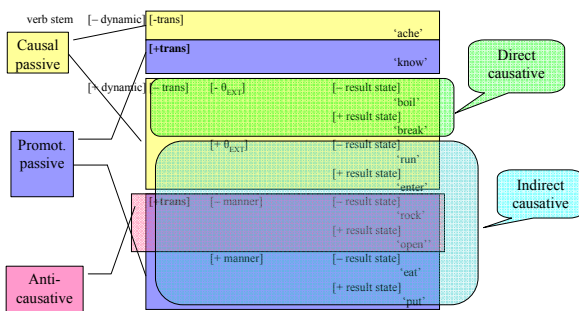 verb stem [– dynamic] [-trans]
‘ache’
[+trans]
‘know’
Causal
passive
[+ dynamic] [– trans] [- θEXT] [– result state]
‘boil’
[+ result state]
‘break’
[+ θEXT] [– result state]
‘run’
[+ result state]
‘enter’
Direct
causative
Promot.
passive
[+trans] [– manner] [– result state]
‘rock’
[+ result state]
‘open’’
[+ manner] [– result state]
‘eat’
[+ result state]
‘put’
Indirect
causative
Anti-
causative